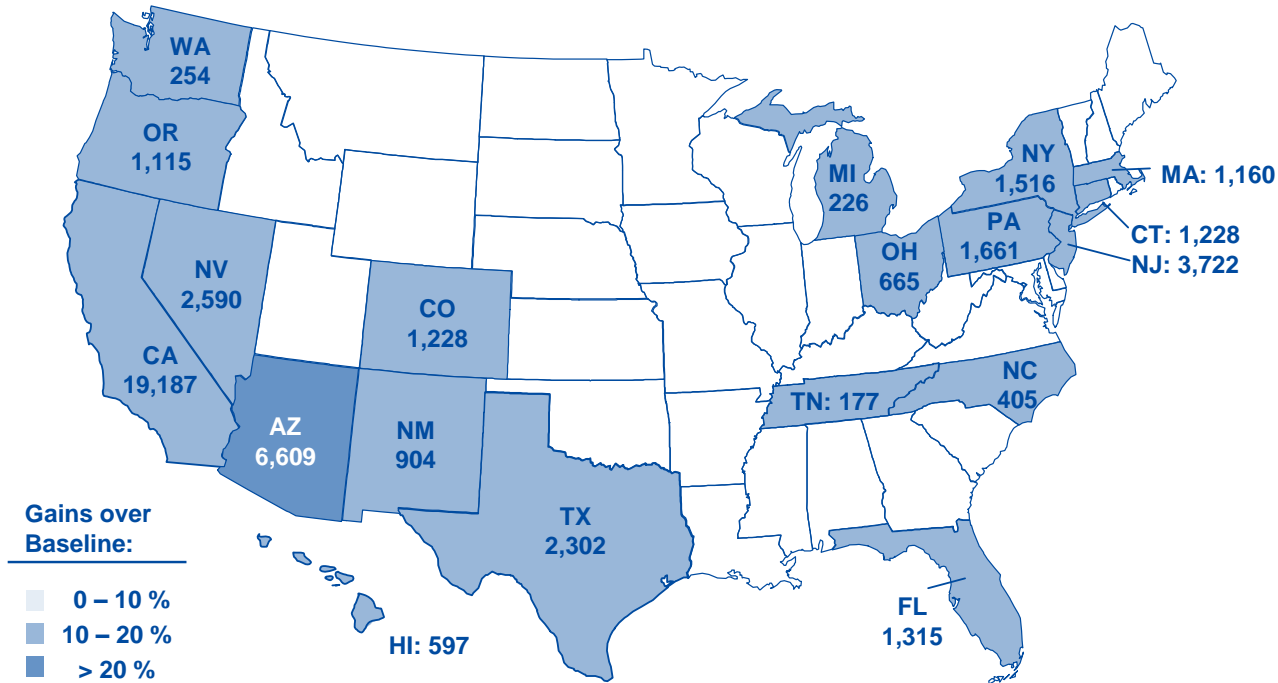 WA
254
OR
1,115
NV
2,590
CA
19,187
AZ
6,609
CO
1,228
NM
904
TX
2,302
HI: 597
MI
226
OH
665
NY
1,516
PA
1,661
MA: 1,160
CT: 1,228
NJ: 3,722
TN: 177
NC
405
FL
1,315
Gains over
Baseline:
0 – 10 %
10 – 20 %
> 20 %